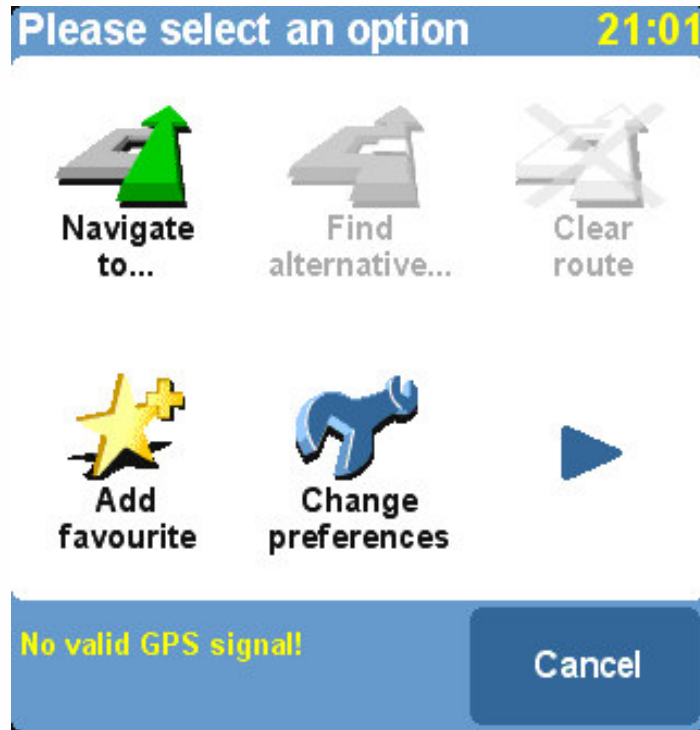 Please select an option 21:01
Navigate
to...
Find
alternative...
Clear
route
Add
favourite
Change
preferences
No valid GPS signal!
Cancel